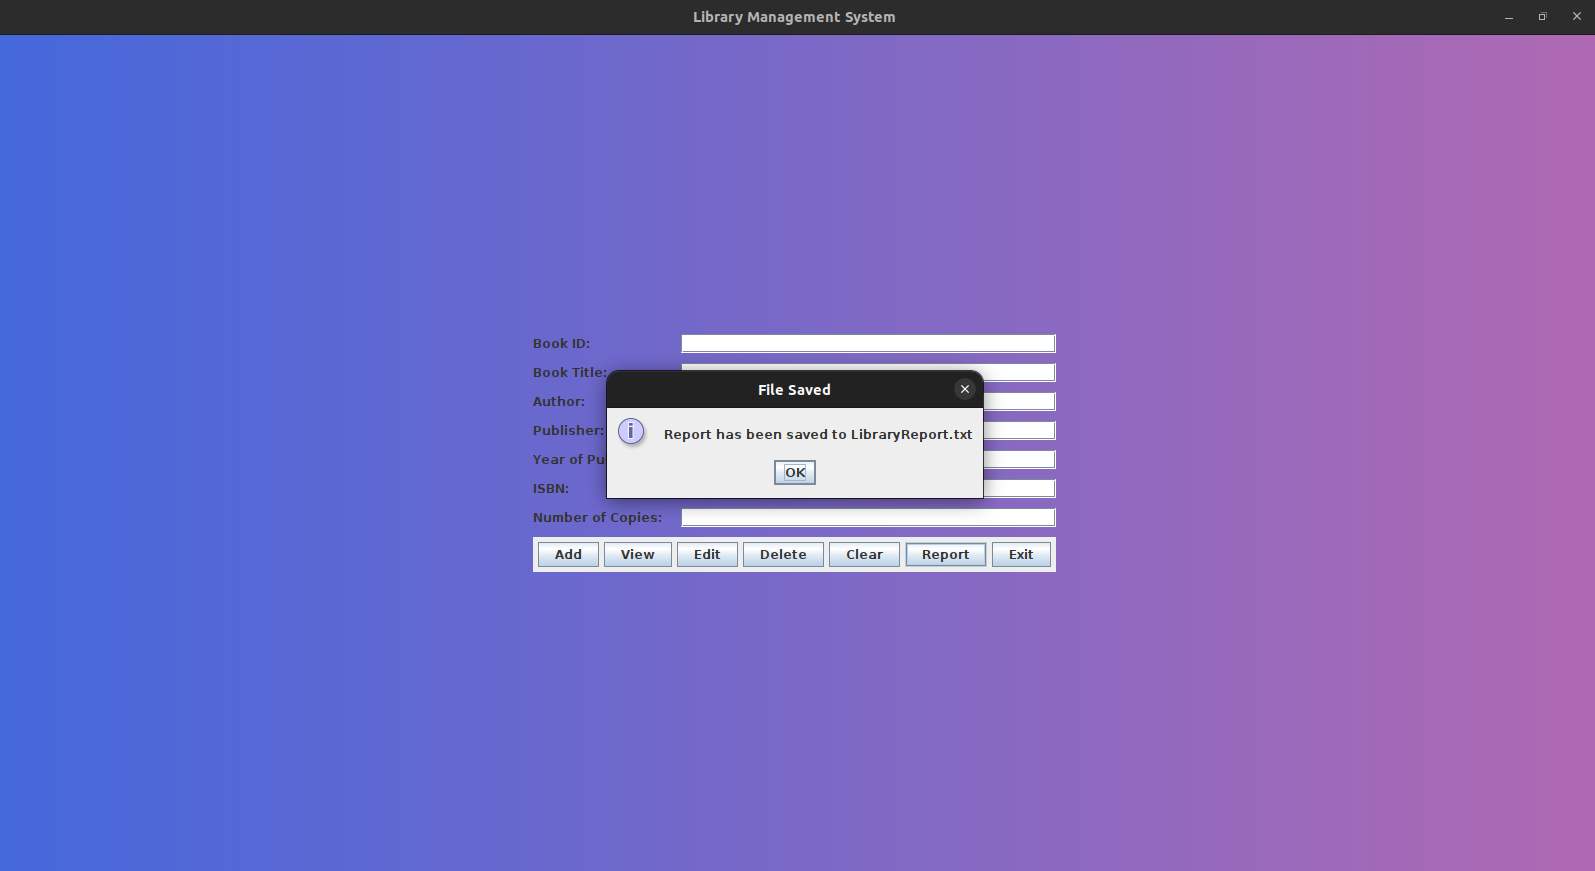 Library Management System
Book ID:
Book Title:
File Saved
Author:
Publisher:
Report has been saved to LibraryReport.txt
Year of Pu
OK
ISBN:
Number of Copies:
Add View Edit Delete Clear Report Exit